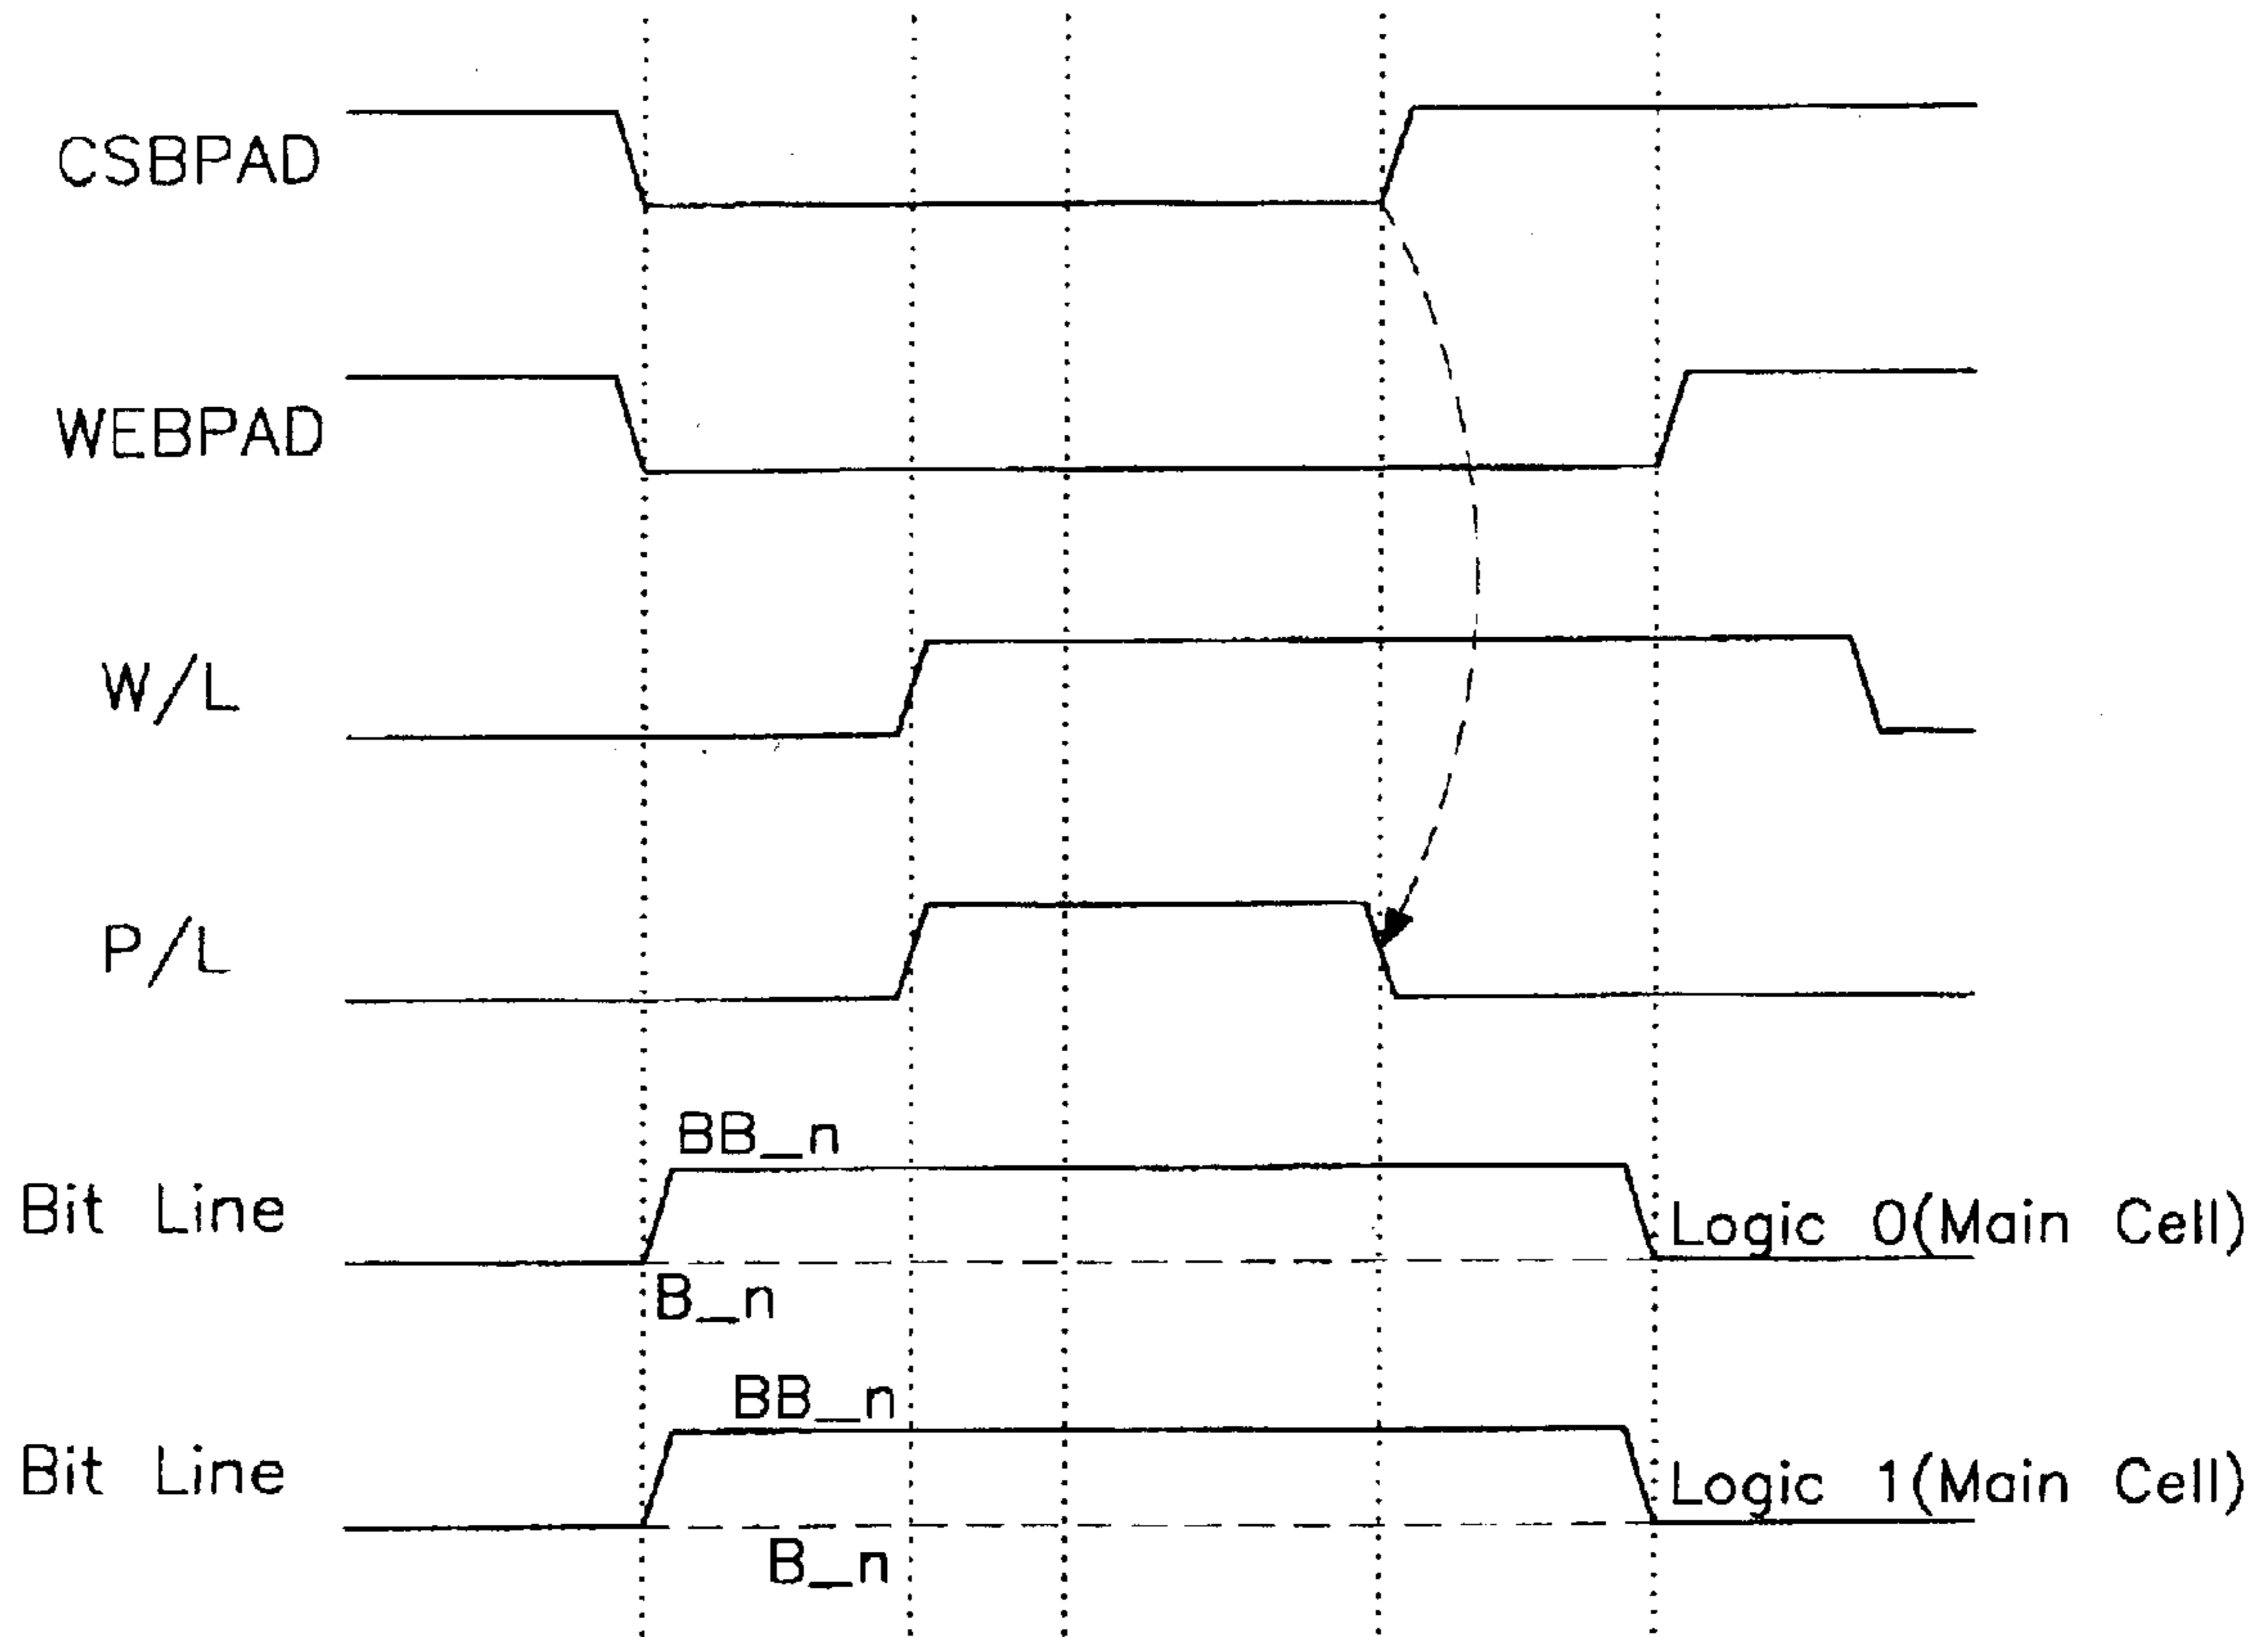 CSBPAD
WEBPAD
W/L
P/L
BB_n
Bit Line
Logic 0(Main Cell)
B_n
BB_n
Bit Line
Logic 1(Main Cell)
B_n